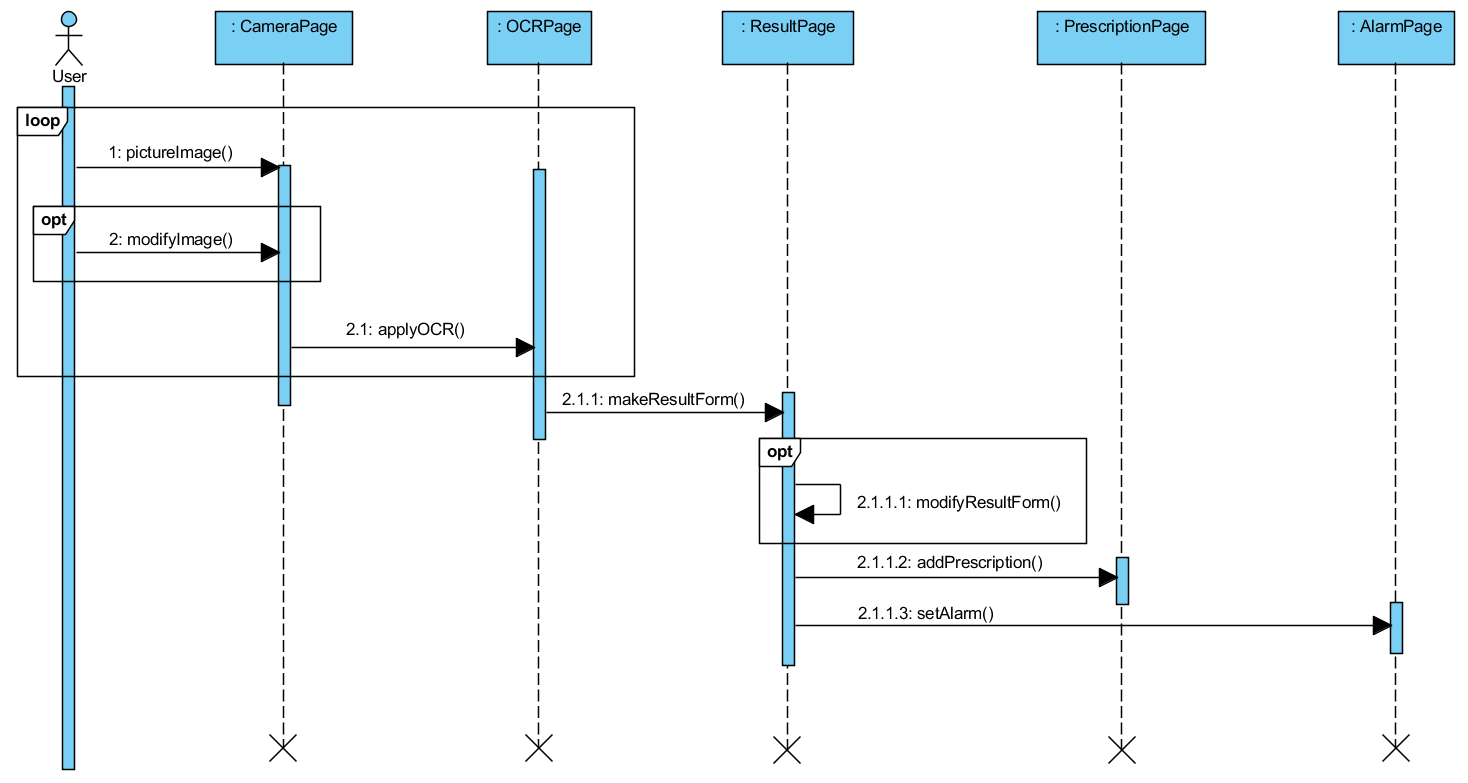 : CameraPage
: OCRPage
: ResultPage
: PrescriptionPage
: AlarmPage
User
loop
1: pictureImage()
opt
2: modifyImage()
2.1: applyOCR()
2.1.1: makeResultForm()
opt
2.1.1.1: modifyResultForm()
2.1.1.2: addPrescription()
2.1.1.3: setAlarm()